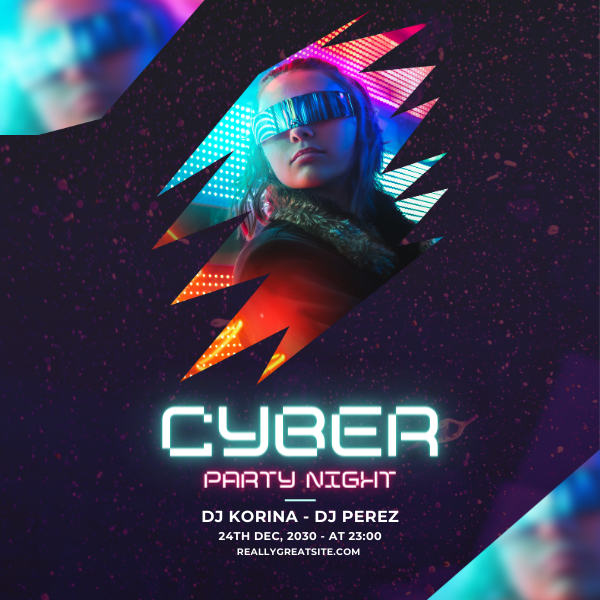 CYBER
PARTY NIGHT
DJ KORINA - DJ PEREZ
24TH DEC, 2030 - AT 23:00
REALLYGREATSITE.COM